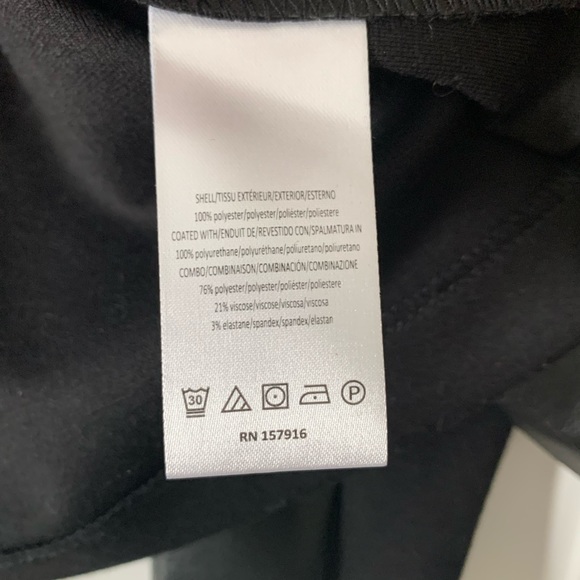 SHELL/TISSU EXTÉRIEUR/EXTERIOR/ESTERNO
100% polyester/polyester/poliéster/poliestere
COATED WITH/ENDUIT DE/REVESTIDO CON/SPALMATURA IN
100% polyurethane/polyuréthane/poliuretano/poliuretano
COMBO/COMBINAISON/COMBINACIÓN/COMBINAZIONE
76% polyester/polyester/poliéster/poliestere
21% viscose/viscose/viscosa/viscosa
3% elastane/spandex/spandex/elastan
30
P
RN 157916